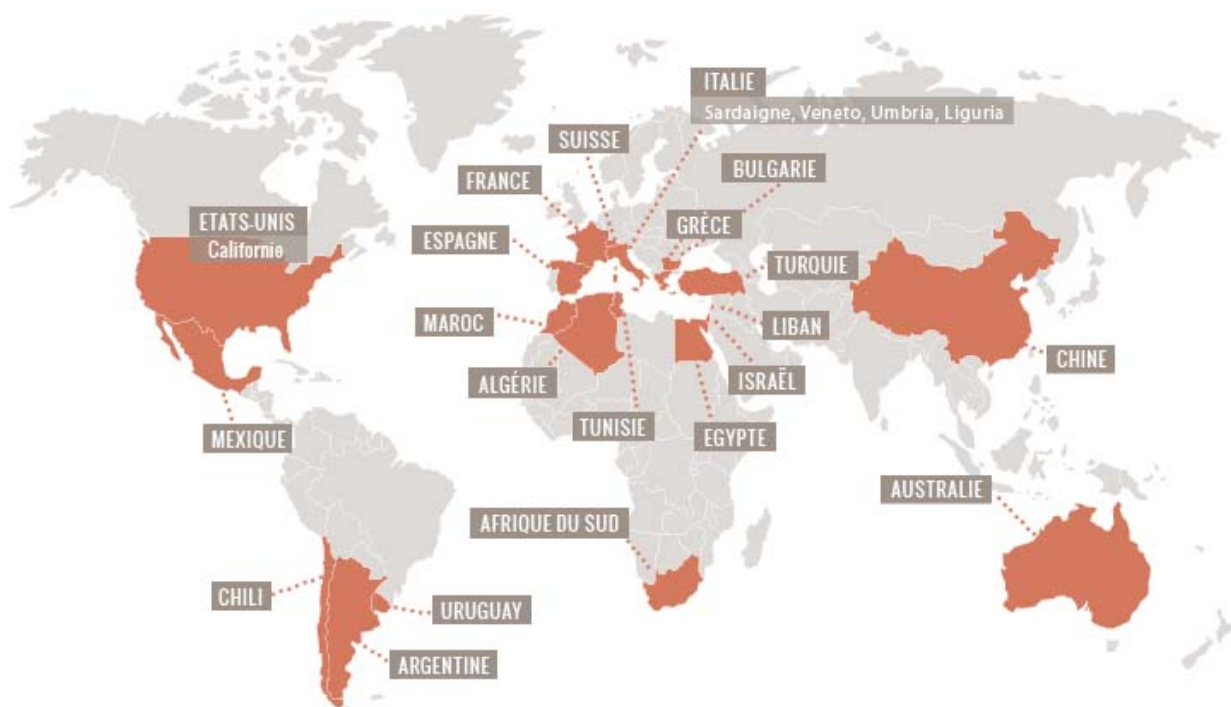 ITALIE
Sardaigne, Veneto, Umbria, Liguria
SUISSE
BULGARIE
FRANCE
ETATS-UNIS
Californie
GRÈCE
ESPAGNE
TURQUIE
MAROC
LIBAN
CHINE
ALGÉRIE
ISRAËL
TUNISIE
EGYPTE
MEXIQUE
AUSTRALIE
AFRIQUE DU SUD
CHILI
URUGUAY
ARGENTINE